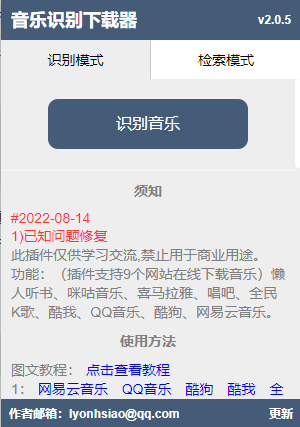 音乐识别下载器 v2.0.5
识别模式 检索模式
识别音乐
须知
#2022-08-14
1)已知问题修复
此插件仅供学习交流,禁止用于商业用途。
功能：（插件支持9个网站在线下载音乐）懒
人听书、咪咕音乐、喜马拉雅、唱吧、全民
K歌、酷我、QQ音乐、酷狗、网易云音乐。
使用方法
图文教程： 点击查看教程
1： 网易云音乐 QQ音乐 酷狗 酷我 全
作者邮箱：lyonhsiao@qq.com 更新